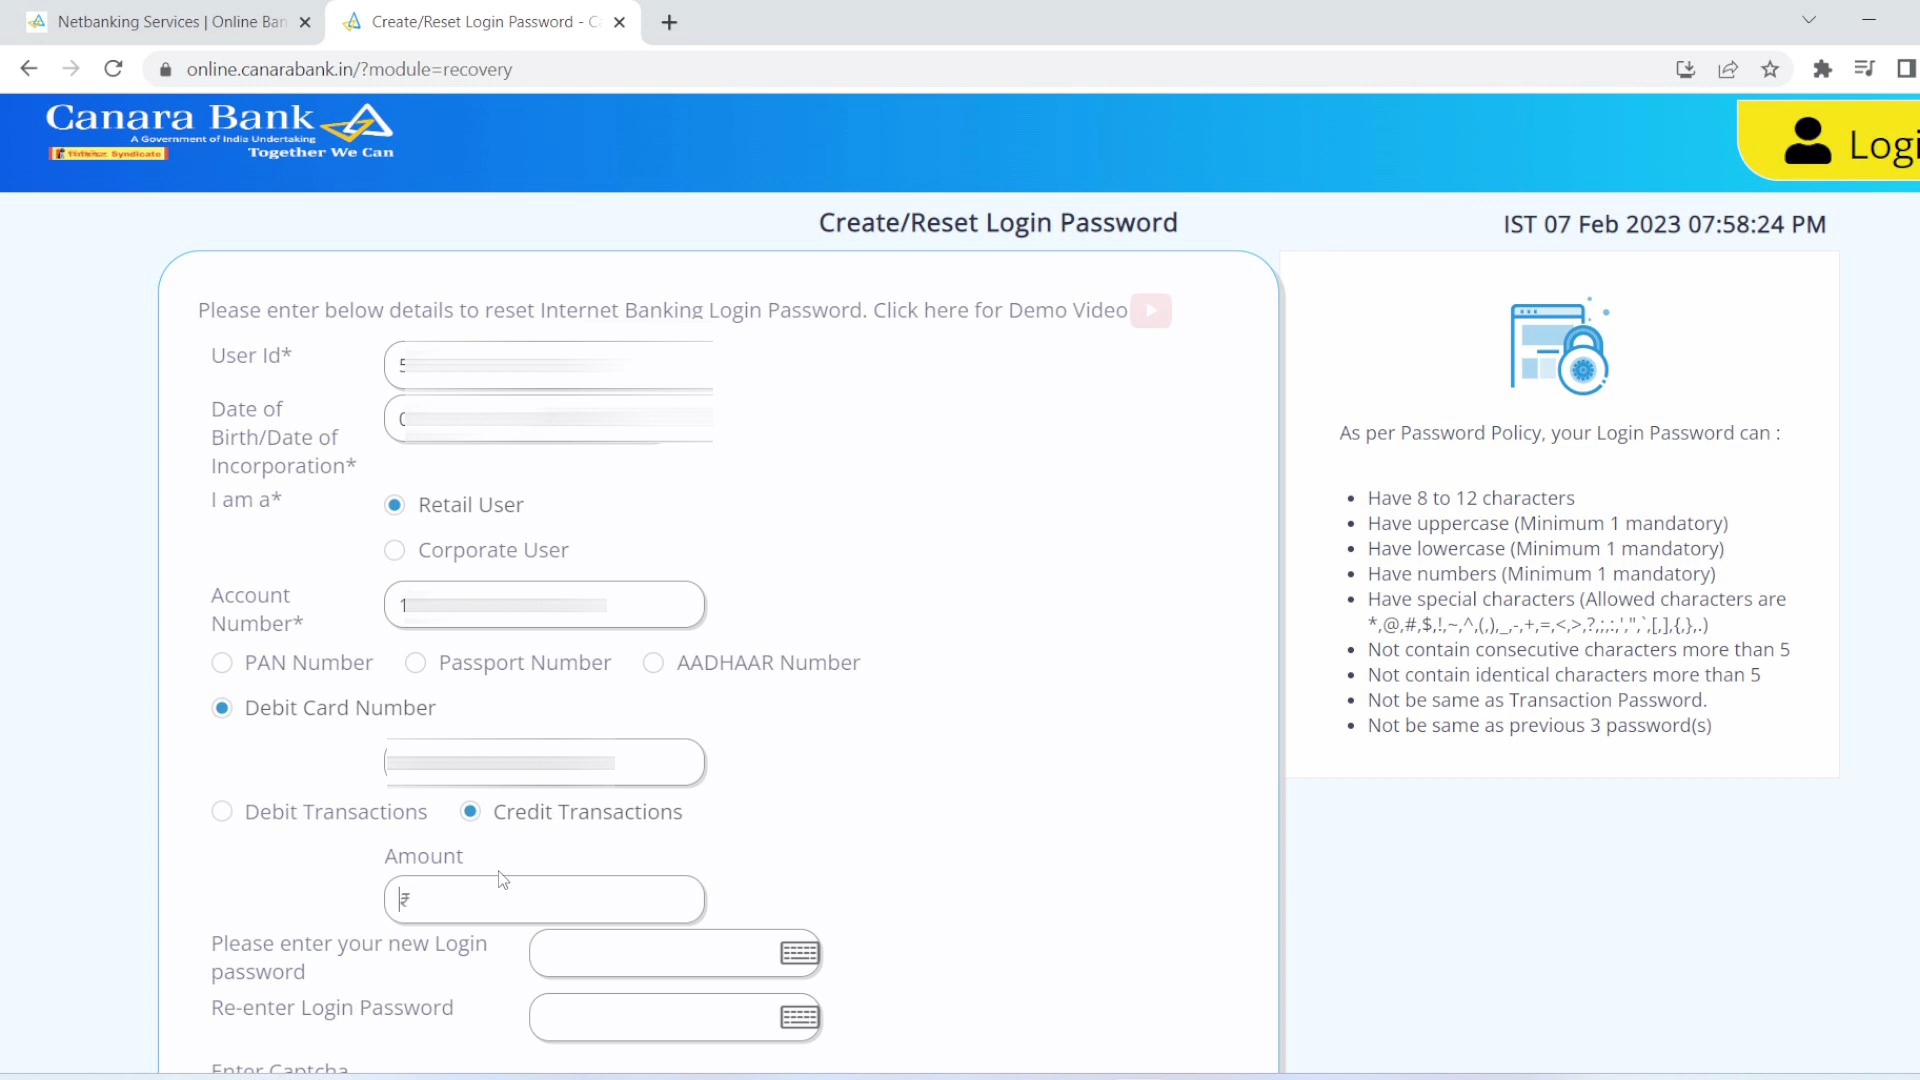 Netbanking Services | Online Ban
Create/Reset Login Password - Ca
online.canarabank.in/?module=recovery
Canara Bank
A Government of India Undertaking
Syndicate
Together We Can
Logi
Create/Reset Login Password
IST 07 Feb 2023 07:58:24 PM
Please enter below details to reset Internet Banking Login Password. Click here for Demo Video
User Id*
5
Date of
Birth/Date of
Incorporation*
0
I am a*
Retail User
Corporate User
Account
Number*
1
PAN Number
Passport Number
AADHAAR Number
Debit Card Number
Debit Transactions
Credit Transactions
Amount
₹
Please enter your new Login
password
Re-enter Login Password
Enter Captcha
As per Password Policy, your Login Password can :
• Have 8 to 12 characters
• Have uppercase (Minimum 1 mandatory)
• Have lowercase (Minimum 1 mandatory)
• Have numbers (Minimum 1 mandatory)
• Have special characters (Allowed characters are
*,@,#,$,!,~,^,(,),_,-,+,=,<,>,?,;,:,',",`,[,],{,},.)
• Not contain consecutive characters more than 5
• Not contain identical characters more than 5
• Not be same as Transaction Password.
• Not be same as previous 3 password(s)